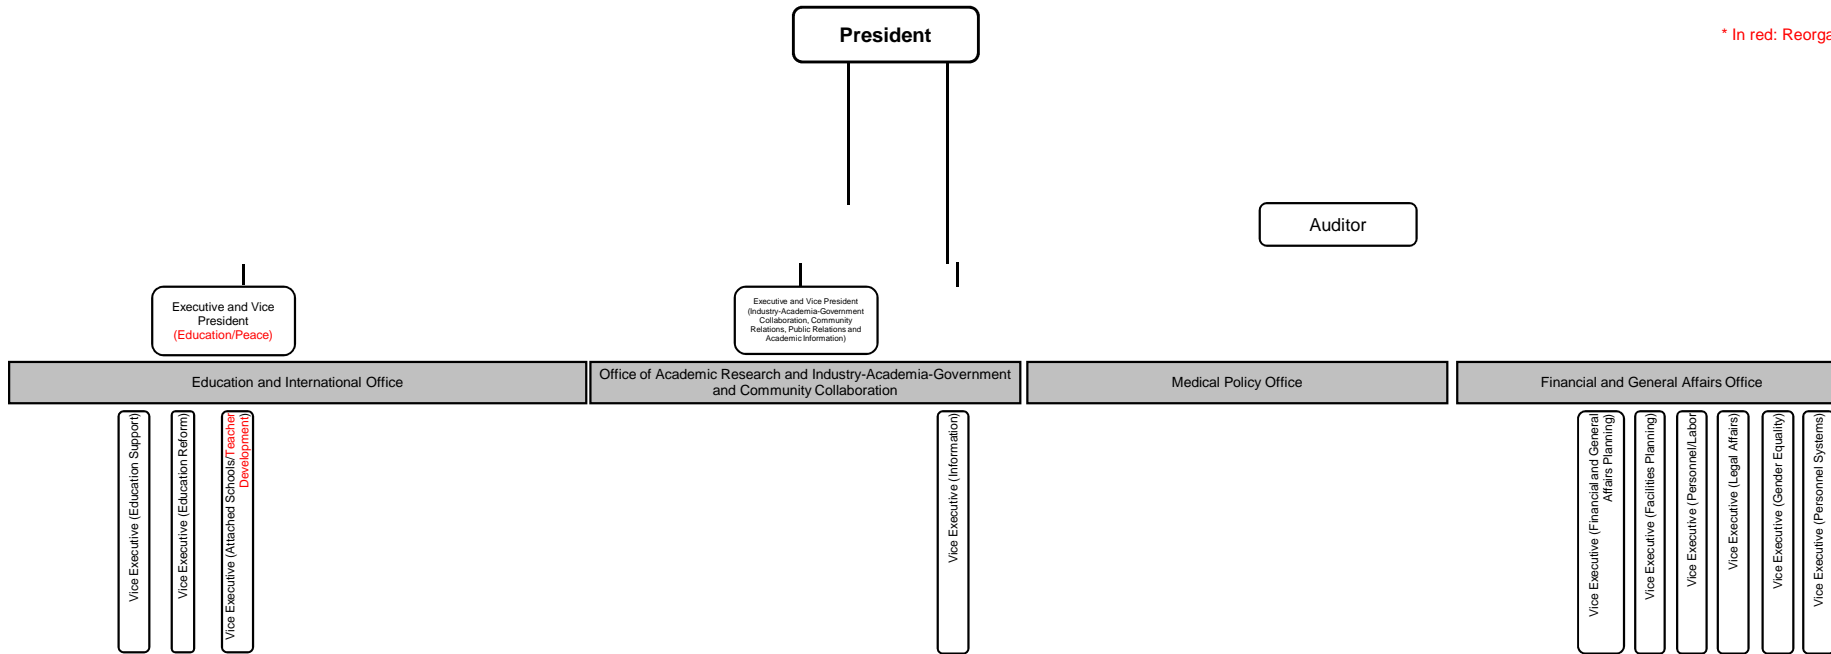 President
* In red: Reorga
Auditor
Executive and Vice
President
(Education/Peace)
Executive and Vice President
(Industry-Academia-Government
Collaboration, Community
Relations, Public Relations and
Academic Information)
Education and International Office
Office of Academic Research and Industry-Academia-Government
and Community Collaboration
Medical Policy Office
Financial and General Affairs Office
Vice Executive (Education Support)
Vice Executive (Education Reform)
Vice Executive (Attached Schools/Teacher
Development)
Vice Executive (Information)
Vice Executive (Financial and General
Affairs Planning)
Vice Executive (Facilities Planning)
Vice Executive (Personnel/Labor
Vice Executive (Legal Affairs)
Vice Executive (Gender Equality)
Vice Executive (Personnel Systems)